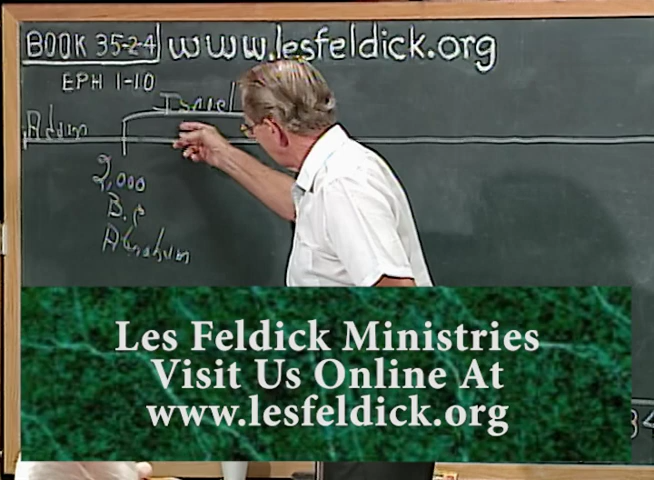 BOOK 35-2-4 www.lesfeldick.org
EPH 1-10
Israel
Adam
2,000
B.C
Abraham
Les Feldick Ministries
Visit Us Online At
www.lesfeldick.org
34